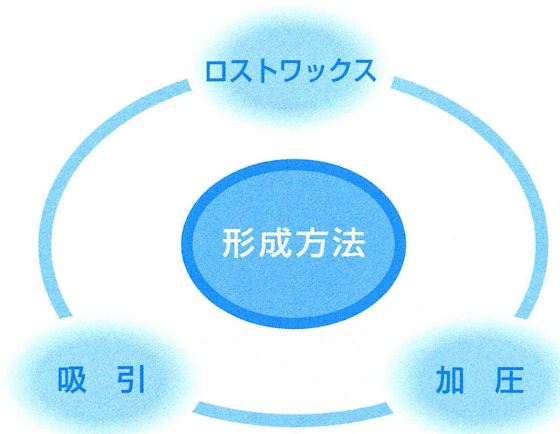 ロストワックス
形成方法
吸 引
加 圧